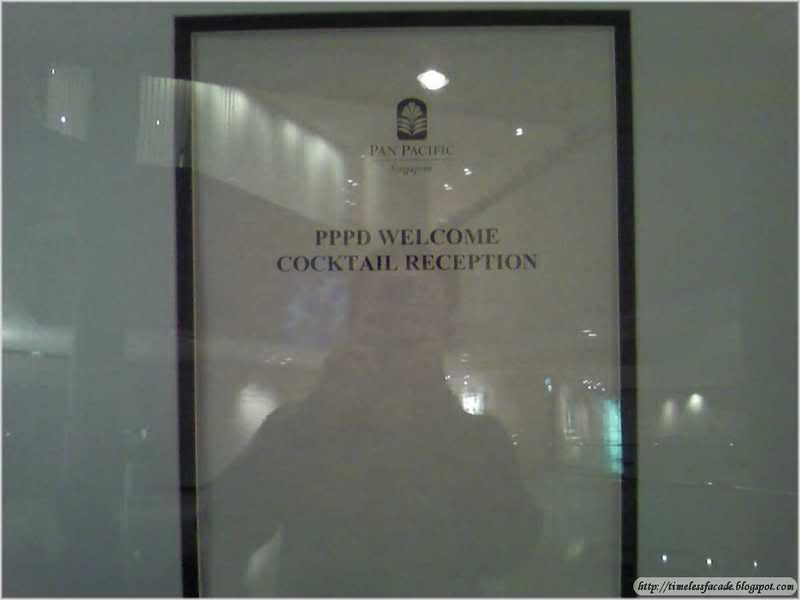 PAN PACIFIC
Singapore
PPPD WELCOME
COCKTAIL RECEPTION
http://timelessfacade.blogspot.com